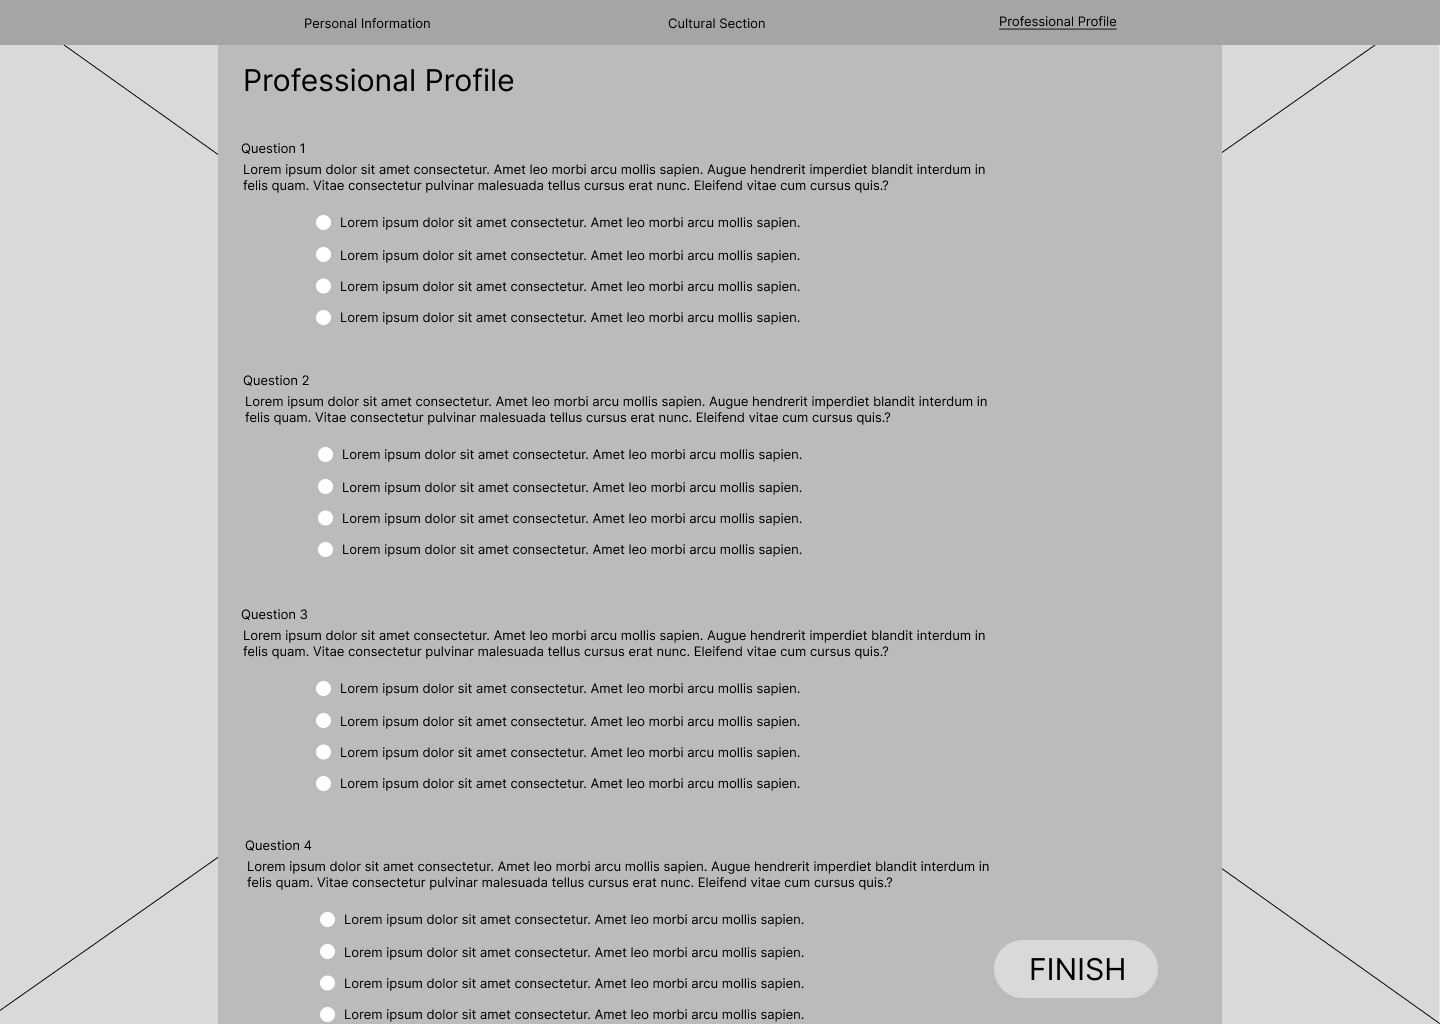 Personal Information
Cultural Section
Professional Profile
Professional Profile
Question 1
Lorem ipsum dolor sit amet consectetur. Amet leo morbi arcu mollis sapien. Augue hendrerit imperdiet blandit interdum in
felis quam. Vitae consectetur pulvinar malesuada tellus cursus erat nunc. Eleifend vitae cum cursus quis.?
Lorem ipsum dolor sit amet consectetur. Amet leo morbi arcu mollis sapien.
Lorem ipsum dolor sit amet consectetur. Amet leo morbi arcu mollis sapien.
Lorem ipsum dolor sit amet consectetur. Amet leo morbi arcu mollis sapien.
Lorem ipsum dolor sit amet consectetur. Amet leo morbi arcu mollis sapien.
Question 2
Lorem ipsum dolor sit amet consectetur. Amet leo morbi arcu mollis sapien. Augue hendrerit imperdiet blandit interdum in
felis quam. Vitae consectetur pulvinar malesuada tellus cursus erat nunc. Eleifend vitae cum cursus quis.?
Lorem ipsum dolor sit amet consectetur. Amet leo morbi arcu mollis sapien.
Lorem ipsum dolor sit amet consectetur. Amet leo morbi arcu mollis sapien.
Lorem ipsum dolor sit amet consectetur. Amet leo morbi arcu mollis sapien.
Lorem ipsum dolor sit amet consectetur. Amet leo morbi arcu mollis sapien.
Question 3
Lorem ipsum dolor sit amet consectetur. Amet leo morbi arcu mollis sapien. Augue hendrerit imperdiet blandit interdum in
felis quam. Vitae consectetur pulvinar malesuada tellus cursus erat nunc. Eleifend vitae cum cursus quis.?
Lorem ipsum dolor sit amet consectetur. Amet leo morbi arcu mollis sapien.
Lorem ipsum dolor sit amet consectetur. Amet leo morbi arcu mollis sapien.
Lorem ipsum dolor sit amet consectetur. Amet leo morbi arcu mollis sapien.
Lorem ipsum dolor sit amet consectetur. Amet leo morbi arcu mollis sapien.
Question 4
Lorem ipsum dolor sit amet consectetur. Amet leo morbi arcu mollis sapien. Augue hendrerit imperdiet blandit interdum in
felis quam. Vitae consectetur pulvinar malesuada tellus cursus erat nunc. Eleifend vitae cum cursus quis.?
Lorem ipsum dolor sit amet consectetur. Amet leo morbi arcu mollis sapien.
Lorem ipsum dolor sit amet consectetur. Amet leo morbi arcu mollis sapien.
Lorem ipsum dolor sit amet consectetur. Amet leo morbi arcu mollis sapien.
Lorem ipsum dolor sit amet consectetur. Amet leo morbi arcu mollis sapien.
FINISH